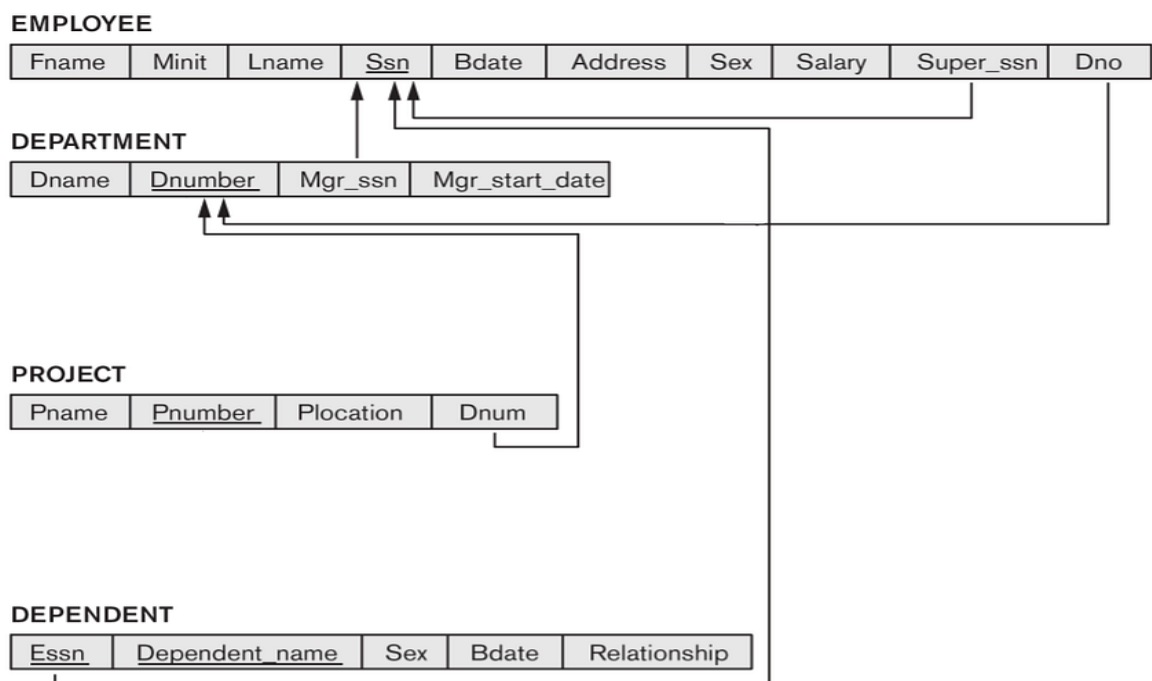 EMPLOYEE
Fname Minit Lname Ssn Bdate Address Sex Salary Super_ssn Dno
DEPARTMENT
Dname Dnumber Mgr_ssn Mgr_start_date
PROJECT
Pname Pnumber Plocation Dnum
DEPENDENT
Essn Dependent_name Sex Bdate Relationship